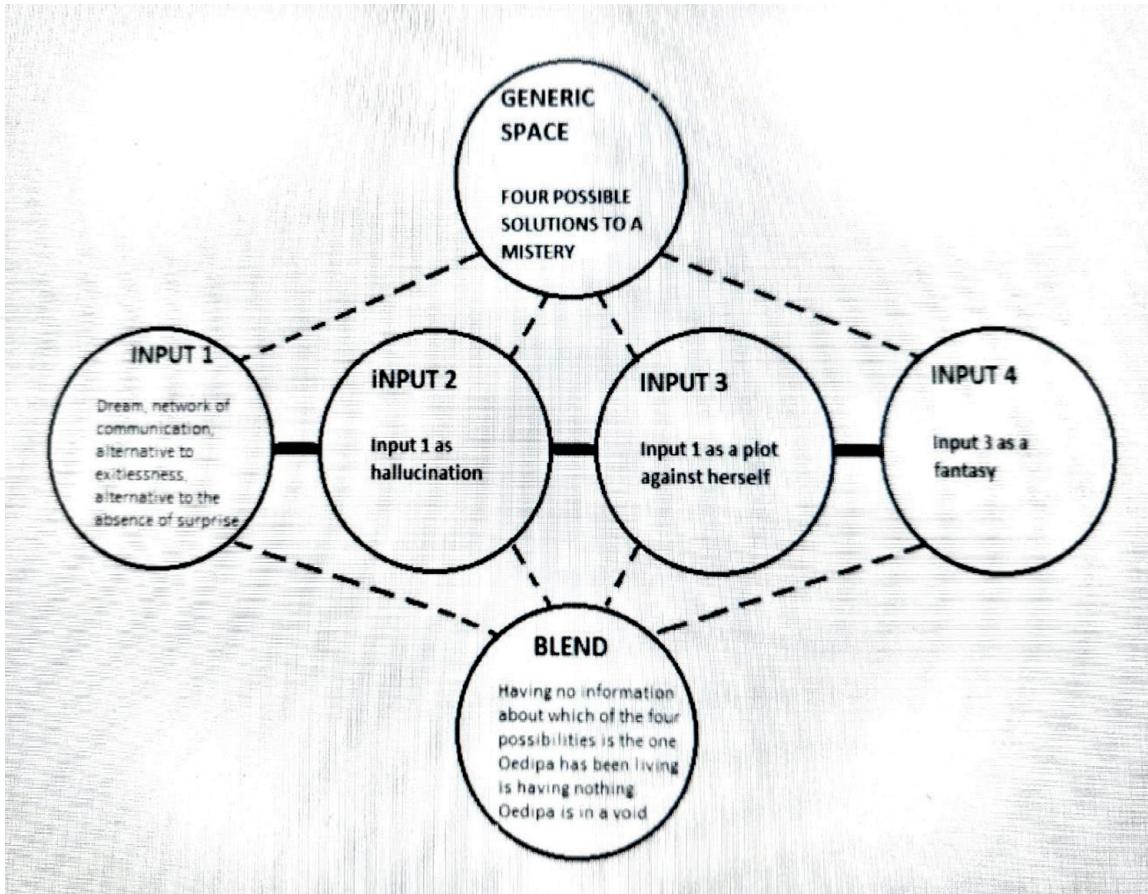 GENERIC
SPACE
FOUR POSSIBLE
SOLUTIONS TO A
MISTERY
INPUT 1
Dream, network of
communication,
alternative to
exitlessness,
alternative to the
absence of surprise
iNPUT 2
Input 1 as
hallucination
INPUT 3
Input 1 as a plot
against herself
INPUT 4
Input 3 as a
fantasy
BLEND
Having no information
about which of the four
possibilities is the one
Oedipa has been living
is having nothing
Oedipa is in a void